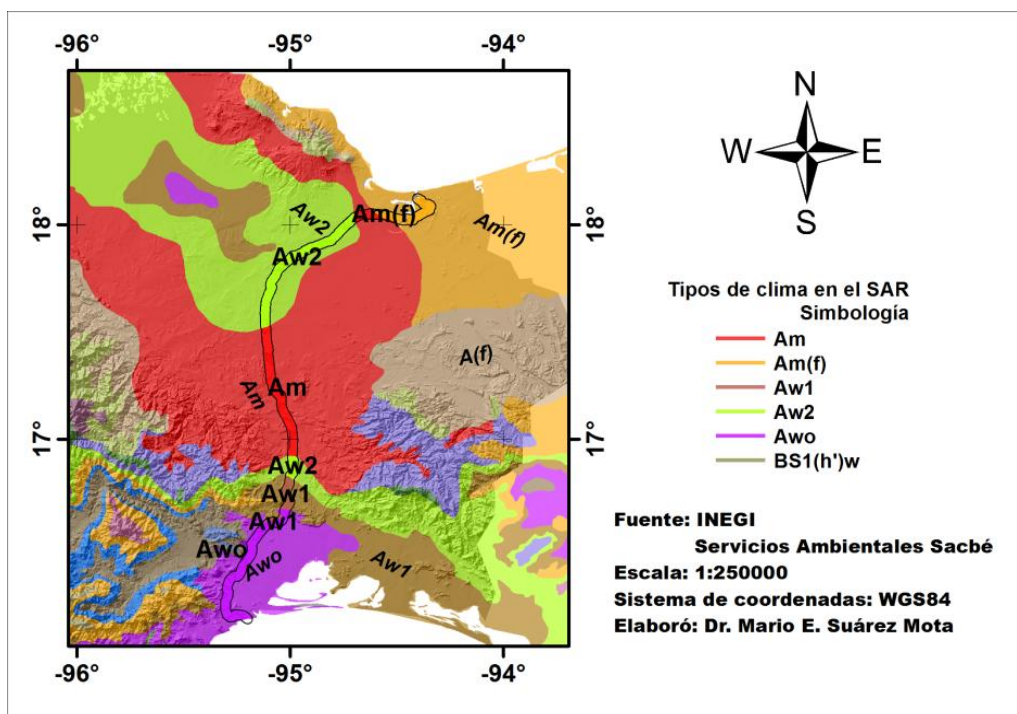 -96°
-95°
-94°
18°
17°
18°
17°
-96°
-95°
-94°
Aw2
Am(f)
Am(f)
Aw2
A(f)
Am
Am
Aw2
Aw1
Aw1
Awo
Awo
Aw1
N
W
E
S
Tipos de clima en el SAR
Simbología
Am
Am(f)
Aw1
Aw2
Awo
BS1(h')w
Fuente: INEGI
Servicios Ambientales Sacbé
Escala: 1:250000
Sistema de coordenadas: WGS84
Elaboró: Dr. Mario E. Suárez Mota